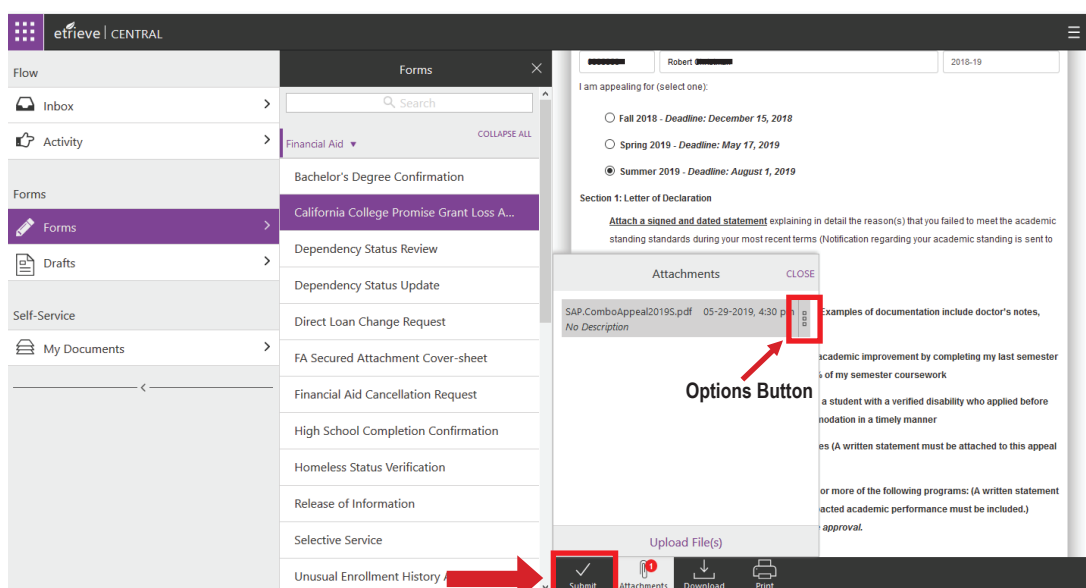 etrieve | CENTRAL
Flow
Inbox
Activity
Forms
Forms
Drafts
Self-Service
My Documents
Forms
Search
COLLAPSE ALL
Financial Aid
Bachelor's Degree Confirmation
California College Promise Grant Loss A...
Dependency Status Review
Dependency Status Update
Direct Loan Change Request
FA Secured Attachment Cover-sheet
Financial Aid Cancellation Request
High School Completion Confirmation
Homeless Status Verification
Release of Information
Selective Service
Unusual Enrollment History
Robert
2018-19
I am appealing for (select one):
Fall 2018 - Deadline: December 15, 2018
Spring 2019 - Deadline: May 17, 2019
Summer 2019 - Deadline: August 1, 2019
Section 1: Letter of Declaration
Attach a signed and dated statement explaining in detail the reason(s) that you failed to meet the academic
standing standards during your most recent terms (Notification regarding your academic standing is sent to
Attachments CLOSE
SAP.ComboAppeal2019S.pdf 05-29-2019, 4:30 pm
No Description
Options Button
Upload File(s)
Examples of documentation include doctor's notes,
academic improvement by completing my last semester
of my semester coursework
a student with a verified disability who applied before
modation in a timely manner
es (A written statement must be attached to this appeal
or more of the following programs: (A written statement
acted academic performance must be included.)
approval.
Submit
1
Attachments
Download
Print